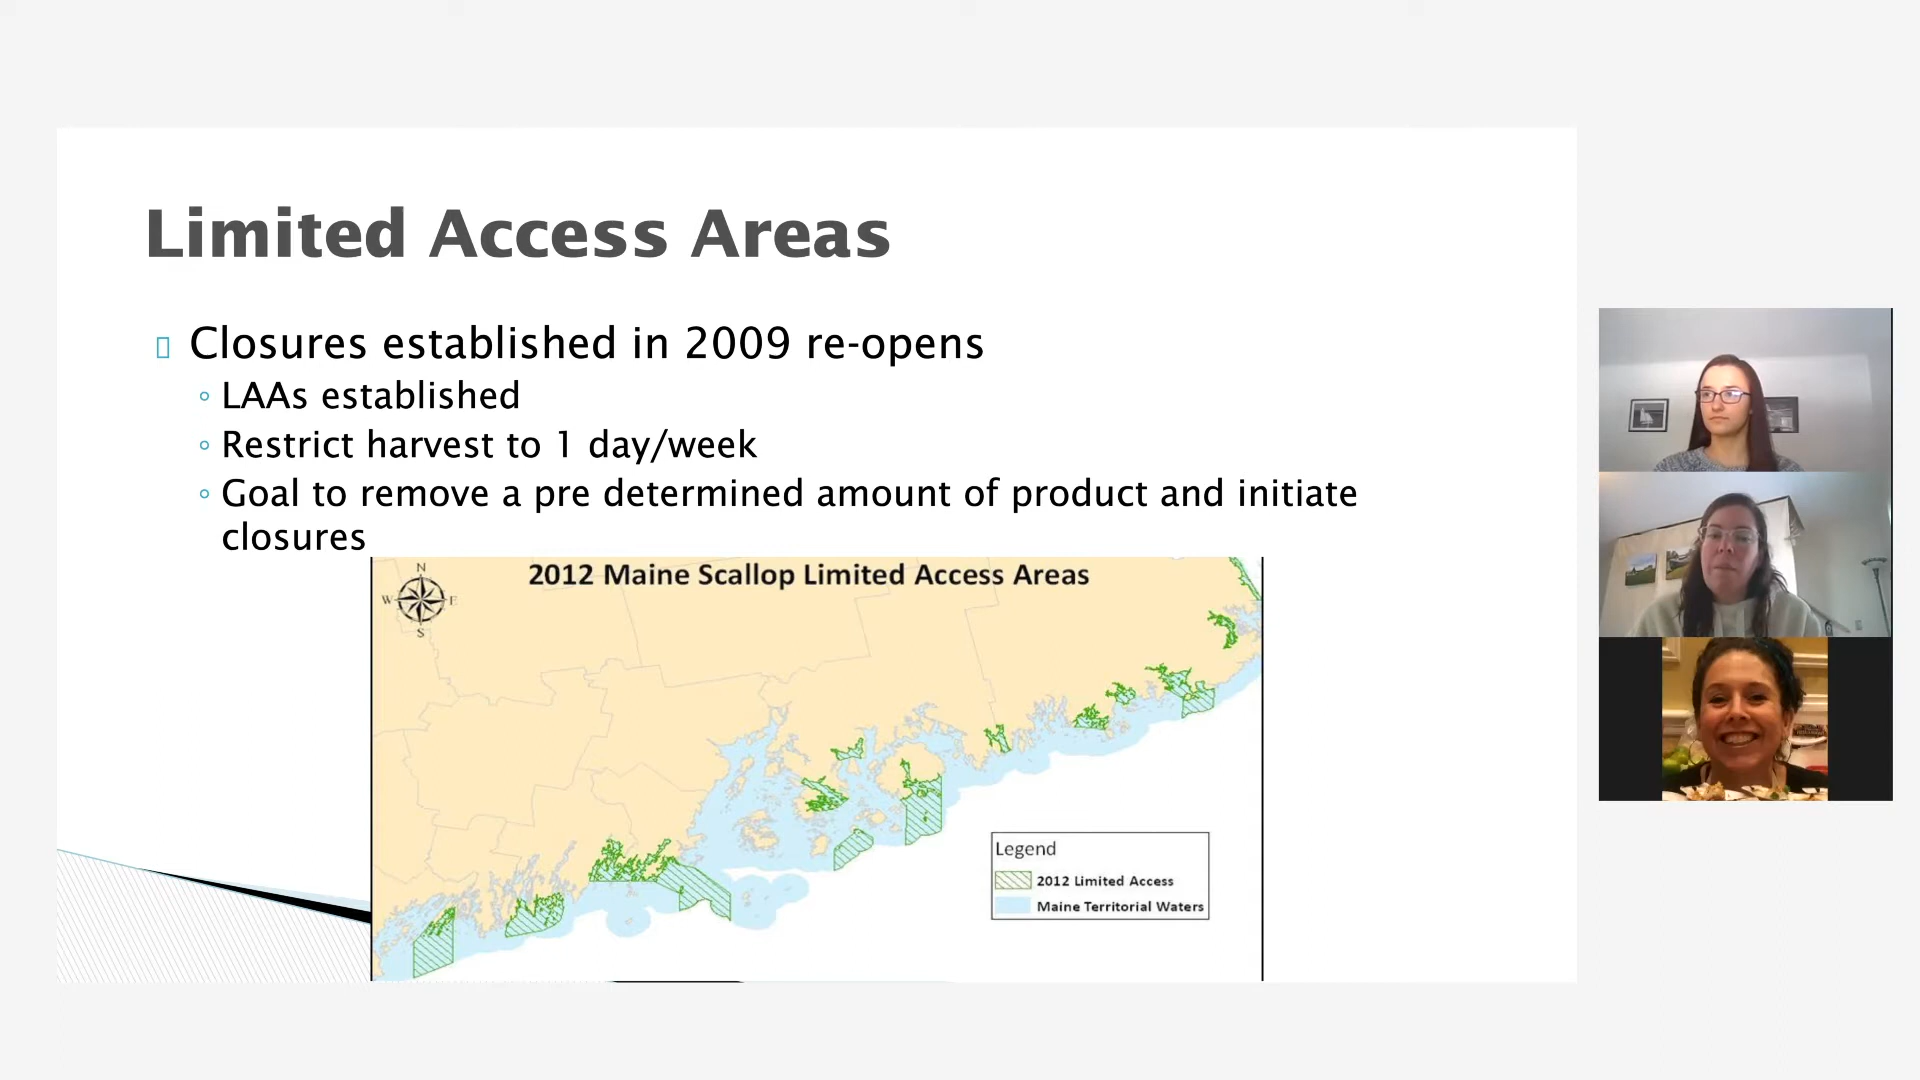 Limited Access Areas
Closures established in 2009 re-opens
◦ LAAs established
◦ Restrict harvest to 1 day/week
◦ Goal to remove a pre determined amount of product and initiate
closures
2012 Maine Scallop Limited Access Areas
N
W E
S
Legend
2012 Limited Access
Maine Territorial Waters